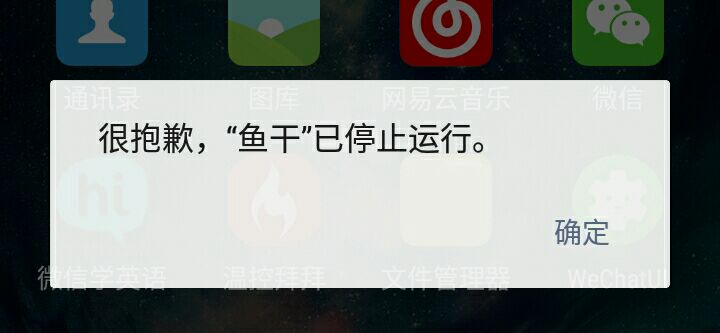 通讯录 图库 网易云音乐 微信
很抱歉，“鱼干”已停止运行。
hi
确定
微信学英语 温控拜拜 文件管理器 WeChatUI